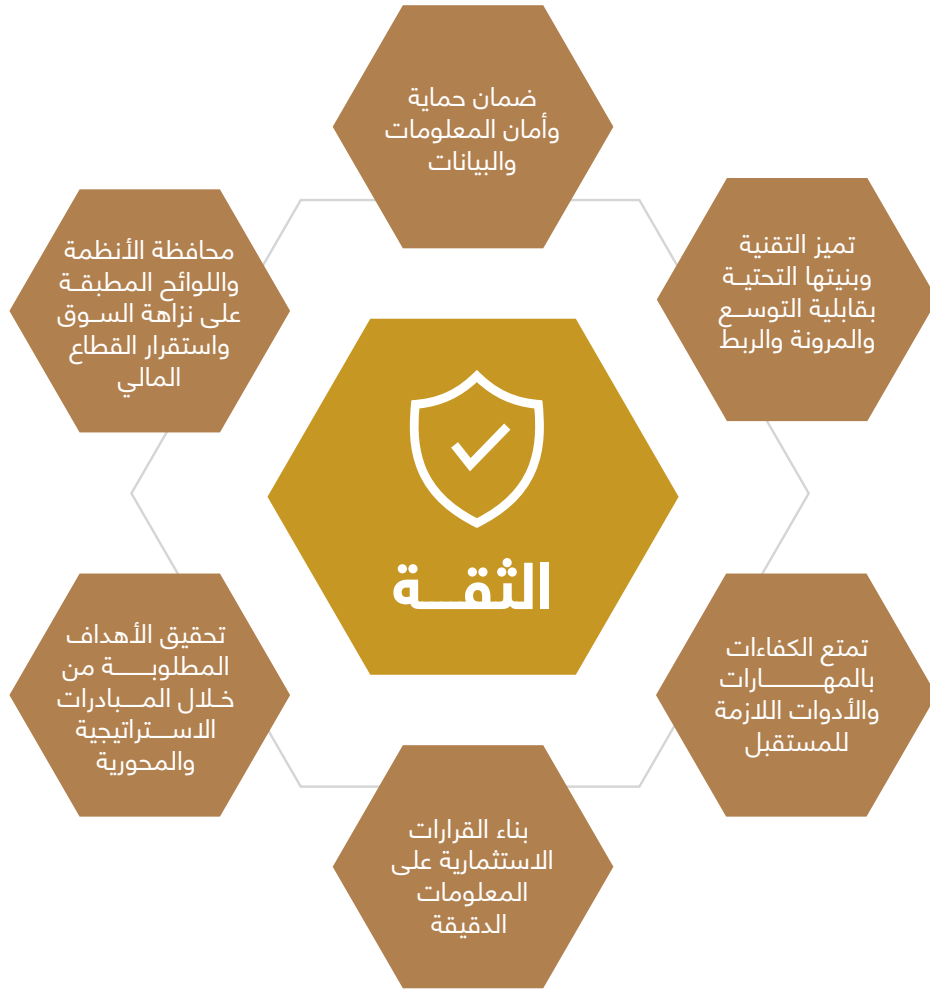 ضمان حماية
وأمان المعلومات
والبيانات
تميز التقنية
وبنيتها التحتية
بقابلية التوسع
والمرونة والربط
محافظة الأنظمة
واللوائح المطبقة
على نزاهة السوق
واستقرار القطاع
المالي
الثقة
تمتع الكفاءات
بالمهارات
والأدوات اللازمة
للمستقبل
تحقيق الأهداف
المطلوبة من
خلال المبادرات
الاستراتيجية
والمحورية
بناء القرارات
الاستثمارية على
المعلومات
الدقيقة